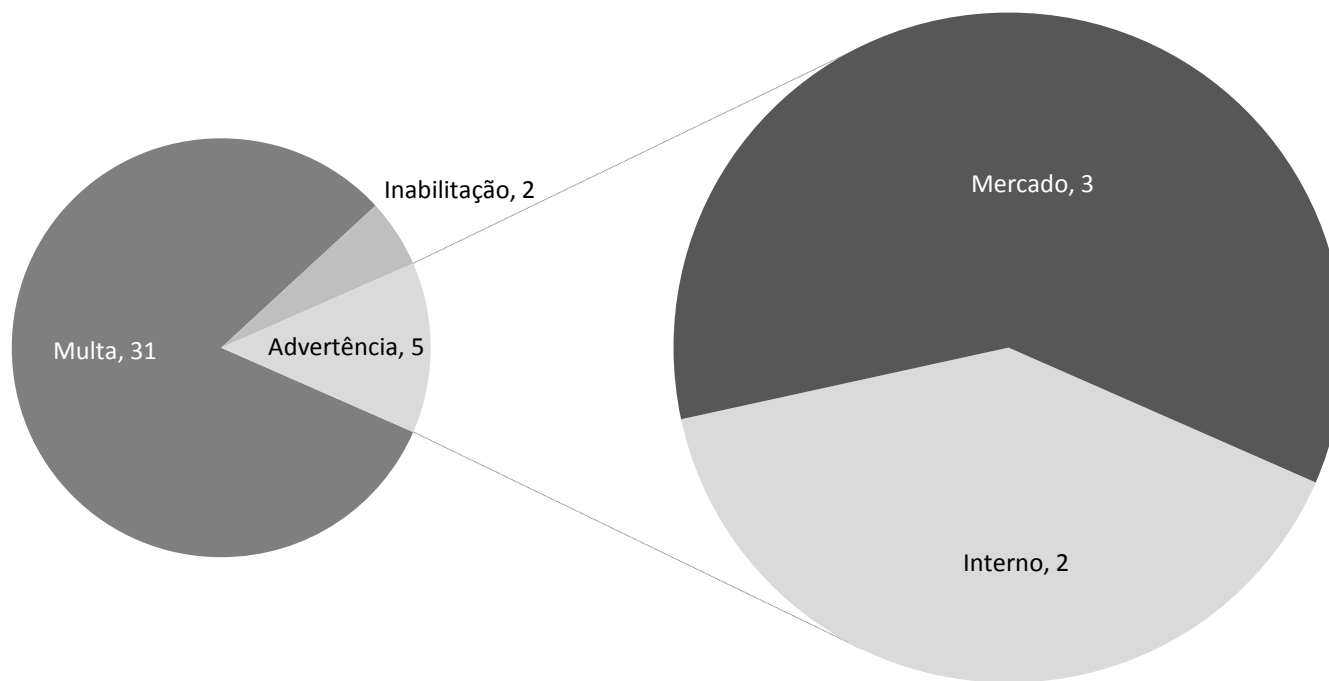 Inabilitação, 2
Multa, 31
Advertência, 5
Mercado, 3
Interno, 2